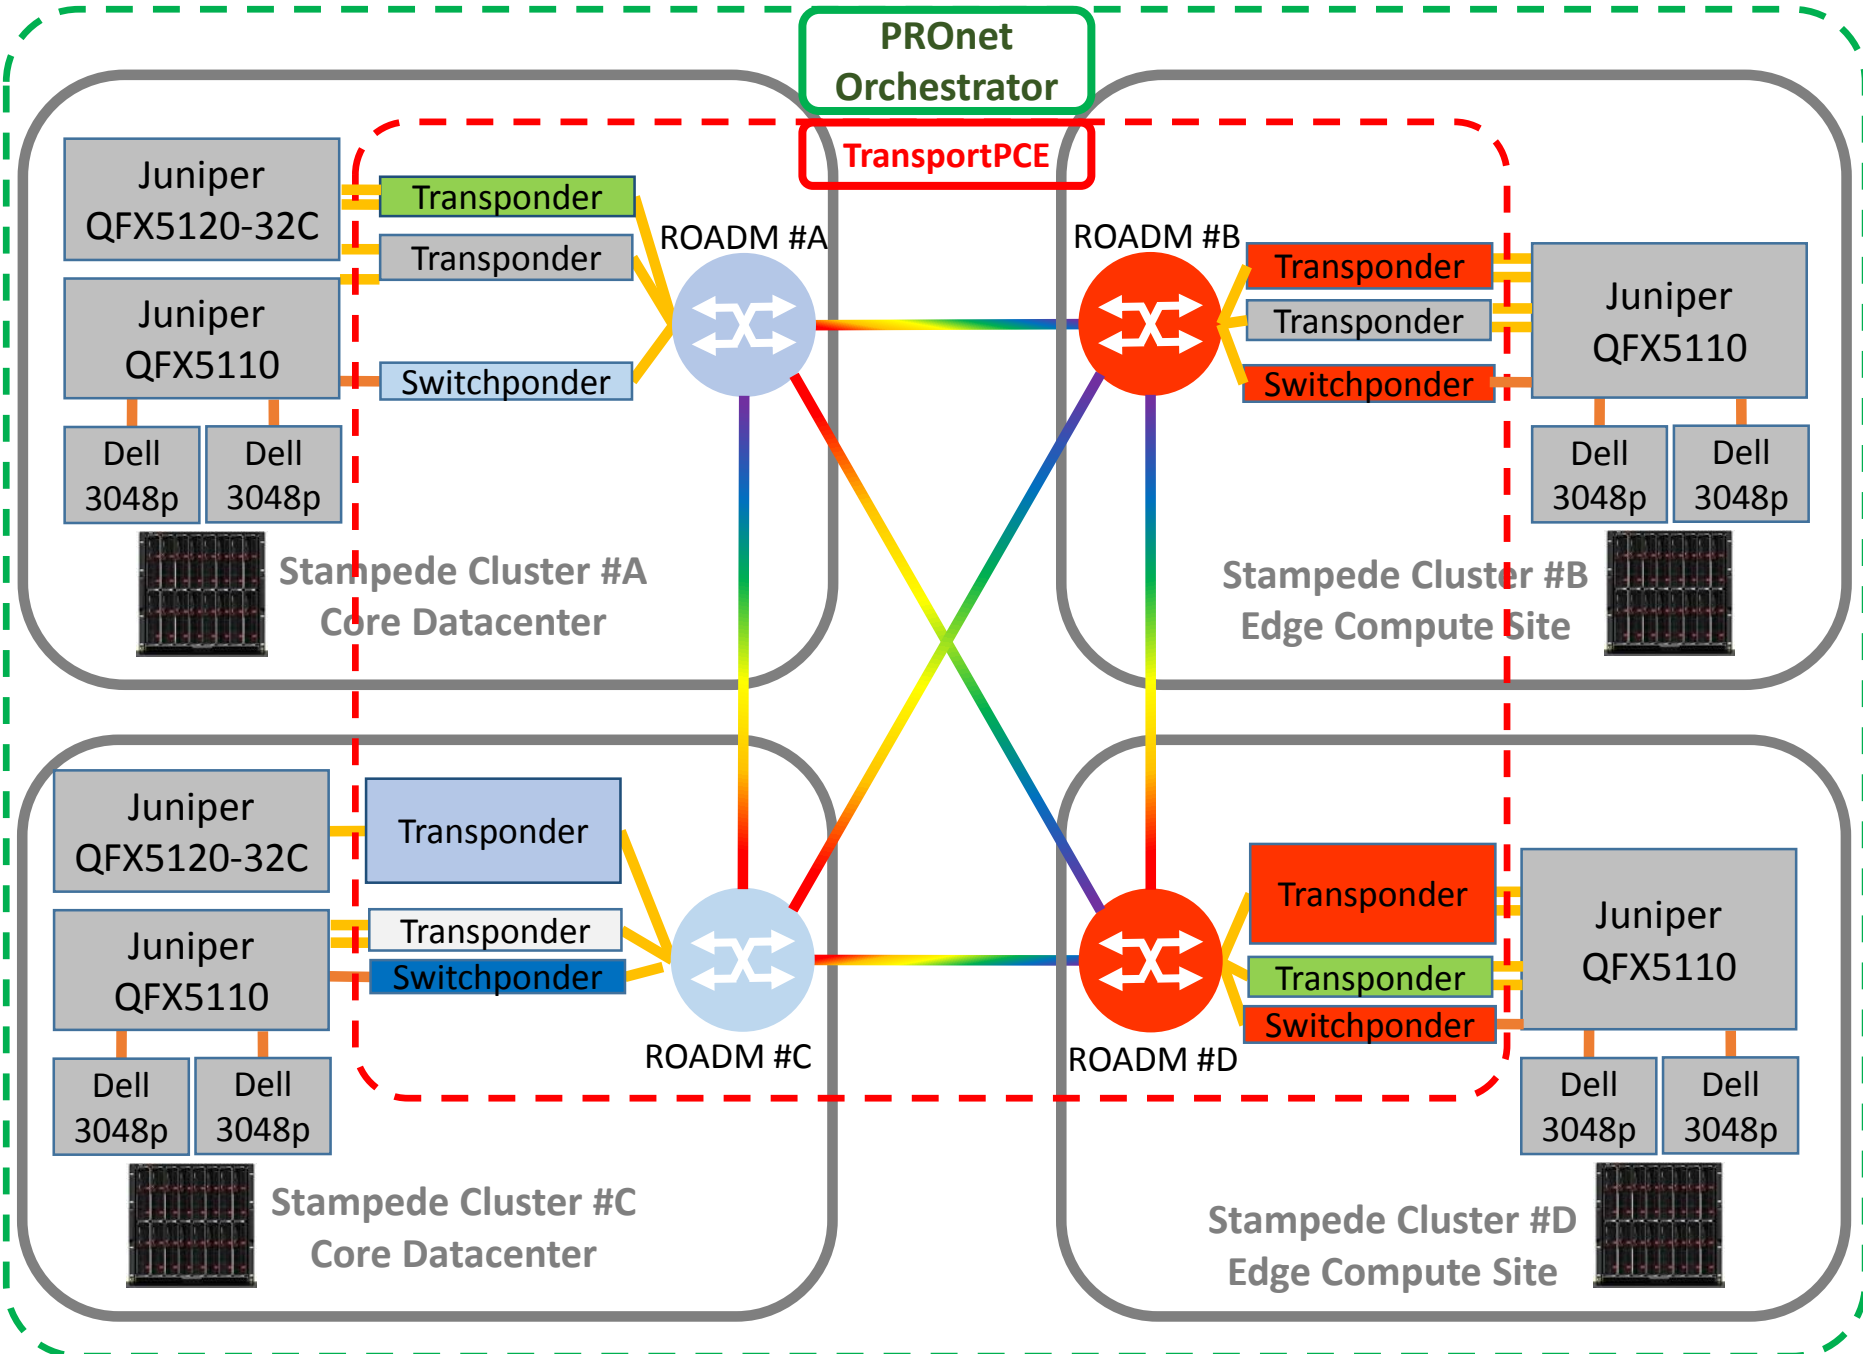 PROnet
Orchestrator
TransportPCE
Juniper
QFX5120-32C
Transponder
Transponder
ROADM #A
Juniper
QFX5110
Switchponder
Dell
3048p
Dell
3048p
Stampede Cluster #A
Core Datacenter
ROADM #B
Transponder
Transponder
Switchponder
Juniper
QFX5110
Dell
3048p
Dell
3048p
Stampede Cluster #B
Edge Compute Site
Juniper
QFX5120-32C
Transponder
Juniper
QFX5110
Transponder
Switchponder
ROADM #C
Dell
3048p
Dell
3048p
Stampede Cluster #C
Core Datacenter
Transponder
Transponder
Switchponder
ROADM #D
Juniper
QFX5110
Dell
3048p
Dell
3048p
Stampede Cluster #D
Edge Compute Site